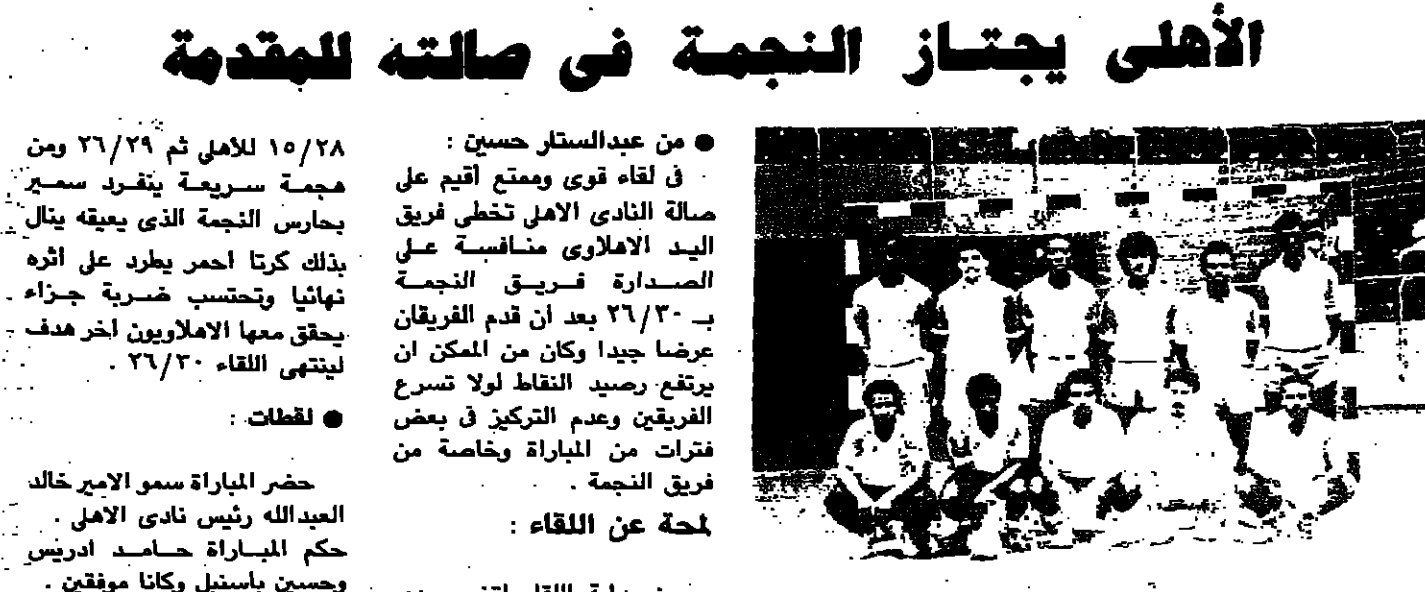 الأهلى يجتاز النجمة فى صالته للمقدمة
● من عبدالستار حسين :
فى لقاء قوى وممتع أقيم على
صالة النادى الاهلى تخطى فريق
اليد الاهلاوى منافسة على
الصدارة فريق النجمة
بـ ٢٦/٣٠ بعد ان قدم الفريقان
عرضا جيدا وكان من الممكن ان
يرتفع رصيد النقاط لولا تسرع
الفريقين وعدم التركيز فى بعض
فترات من المباراة وخاصة من
فريق النجمة .
لمحة عن اللقاء :
بداية اللقاء
١٥/٢٨ للأهلى ثم ٢٦/٢٩ ومن
هجمة سريعة ينفرد سمير
بحارس النجمة الذى يعيقه ينال
بذلك كرتا احمر يطرد على اثره
نهائيا وتحتسب ضربة جزاء
يحقق معها الاهلاويون اخر هدف
لينتهى اللقاء ٢٦/٣٠ .
● لقطات :
حضر المباراة سمو الامير خالد
العبدالله رئيس نادى الاهلى .
حكم المباراة حامد ادريس
وحسين باسنبل وكانا موفقين .